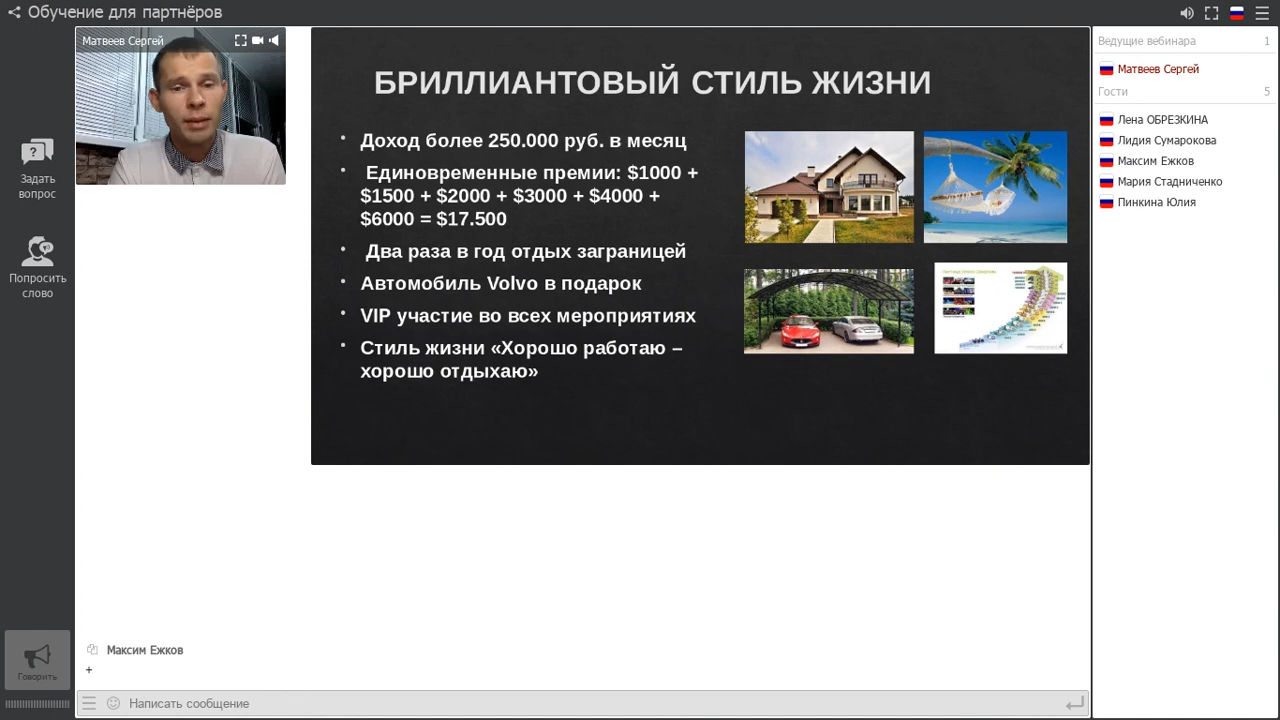 Обучение для партнёров
Матвеев Сергей
Задать
вопрос
Попросить
слово
Говорить
БРИЛЛИАНТОВЫЙ СТИЛЬ ЖИЗНИ
• Доход более 250.000 руб. в месяц
• Единовременные премии: $1000 +
$1500 + $2000 + $3000 + $4000 +
$6000 = $17.500
• Два раза в год отдых заграницей
• Автомобиль Volvo в подарок
• VIP участие во всех мероприятиях
• Стиль жизни «Хорошо работаю –
хорошо отдыхаю»
Максим Ежков
+
Написать сообщение
Ведущие вебинара 1
Матвеев Сергей
Гости 5
Лена ОБРЕЗКИНА
Лидия Сумарокова
Максим Ежков
Мария Стадниченко
Пинкина Юлия